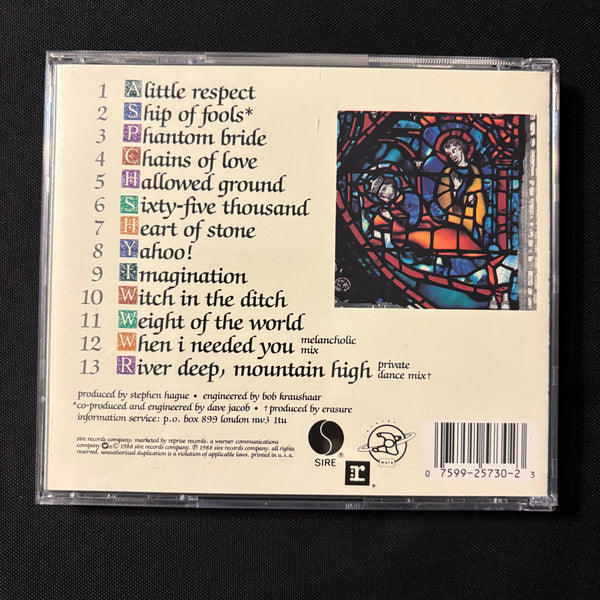 1 A little respect
2 Ship of fools*
3 Phantom bride
4 Chains of love
5 Hallowed ground
6 Sixty-five thousand
7 Heart of stone
8 Yahoo!
9 Imagination
10 Witch in the ditch
11 Weight of the world
12 When i needed you melancholic mix
13 River deep, mountain high private dance mix†
produced by stephen hague • engineered by bob kraushaar
*co-produced and engineered by dave jacob • †produced by erasure
information service: p.o. box 899 london nw3 1tu
sire records company. marketed by reprise records. a warner communications
company ©1988 sire records company. ℗ 1988 sire records company. all rights
reserved. unauthorized duplication is a violation of applicable laws. printed in u.s.a.
S
SIRE®
r®
mute
0 7599-25730-2 3